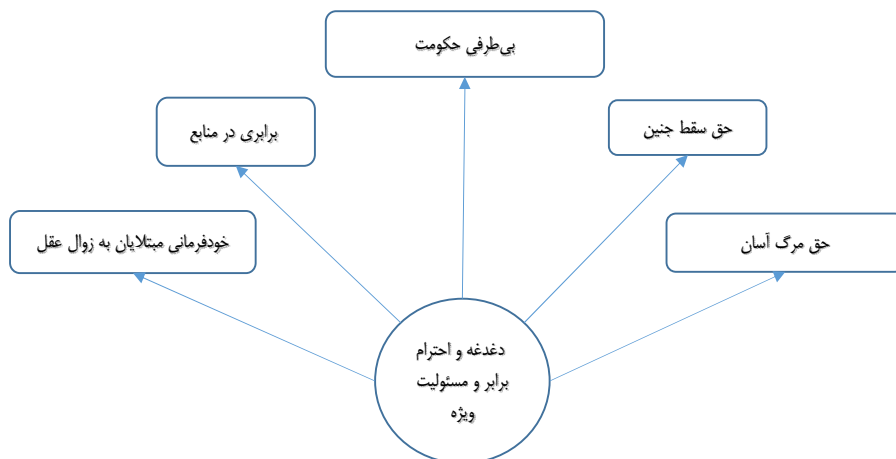 بی‌طرفی حکومت
حق سقط جنین
برابری در منابع
حق مرگ آسان
خودفرمانی مبتلایان به زوال عقل
دغدغه و احترام
برابر و مسئولیت
ویژه